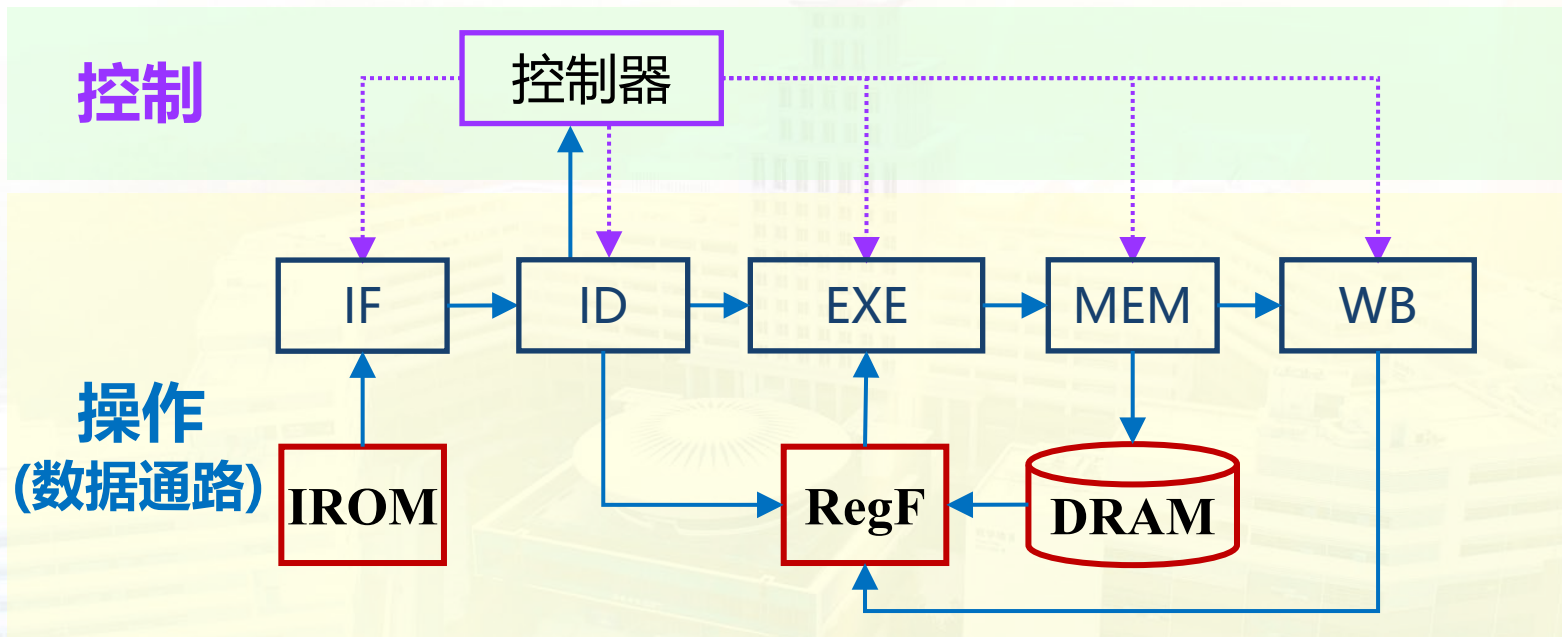 控制
控制器
IF
ID
EXE
MEM
WB
操作
(数据通路)
IROM
RegF
DRAM